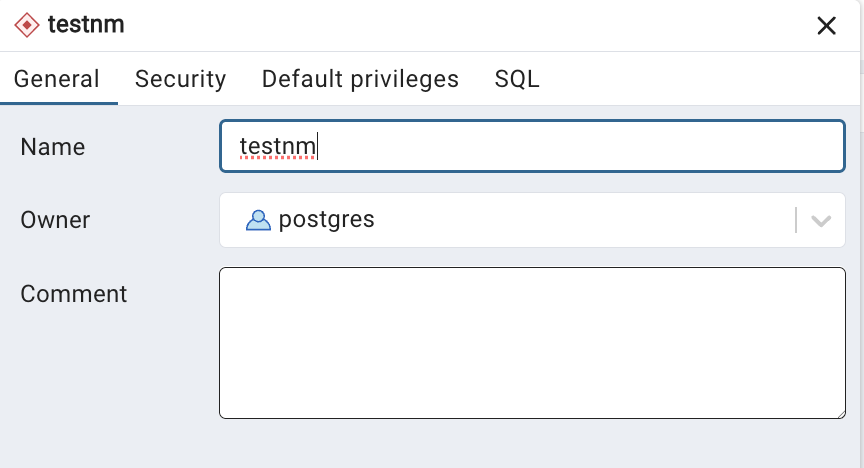 testnm
General Security Default privileges SQL
Name testnm
Owner postgres
Comment